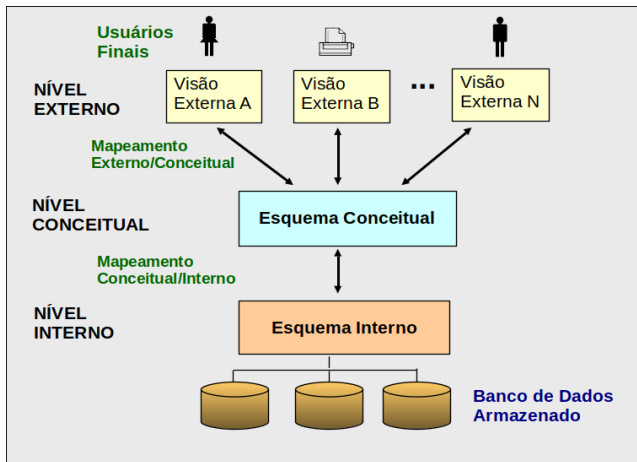 Usuários
Finais
NÍVEL
EXTERNO
Visão
Externa A
Visão
Externa B
...
Visão
Externa N
Mapeamento
Externo/Conceitual
NÍVEL
CONCEITUAL
Esquema Conceitual
Mapeamento
Conceitual/Interno
NÍVEL
INTERNO
Esquema Interno
Banco de Dados
Armazenado